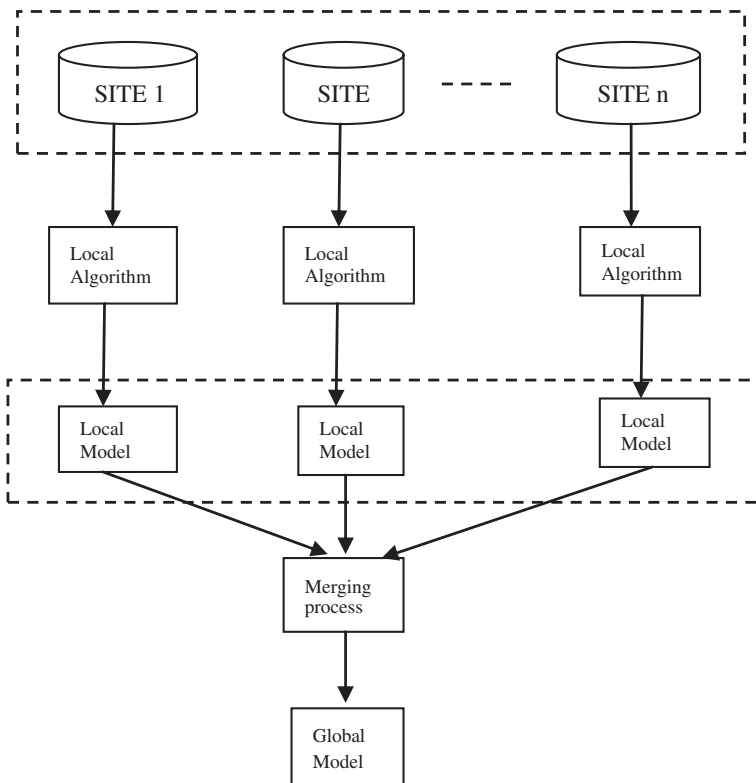 SITE 1
SITE
SITE n
Local
Algorithm
Local
Algorithm
Local
Algorithm
Local
Model
Local
Model
Local
Model
Merging
process
Global
Model